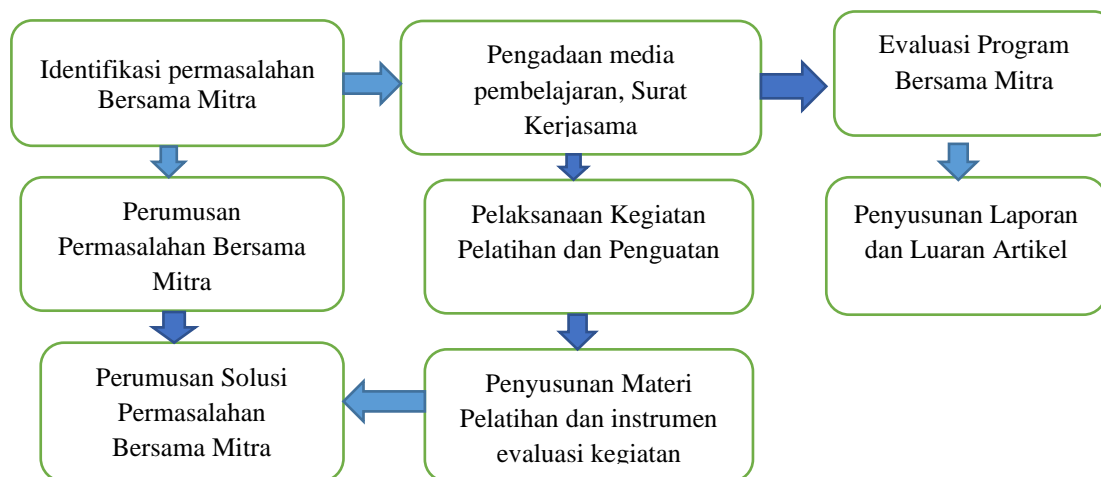 Identifikasi permasalahan
Bersama Mitra
Pengadaan media
pembelajaran, Surat
Kerjasama
Evaluasi Program
Bersama Mitra
Perumusan
Permasalahan Bersama
Mitra
Pelaksanaan Kegiatan
Pelatihan dan Penguatan
Penyusunan Laporan
dan Luaran Artikel
Perumusan Solusi
Permasalahan
Bersama Mitra
Penyusunan Materi
Pelatihan dan instrumen
evaluasi kegiatan